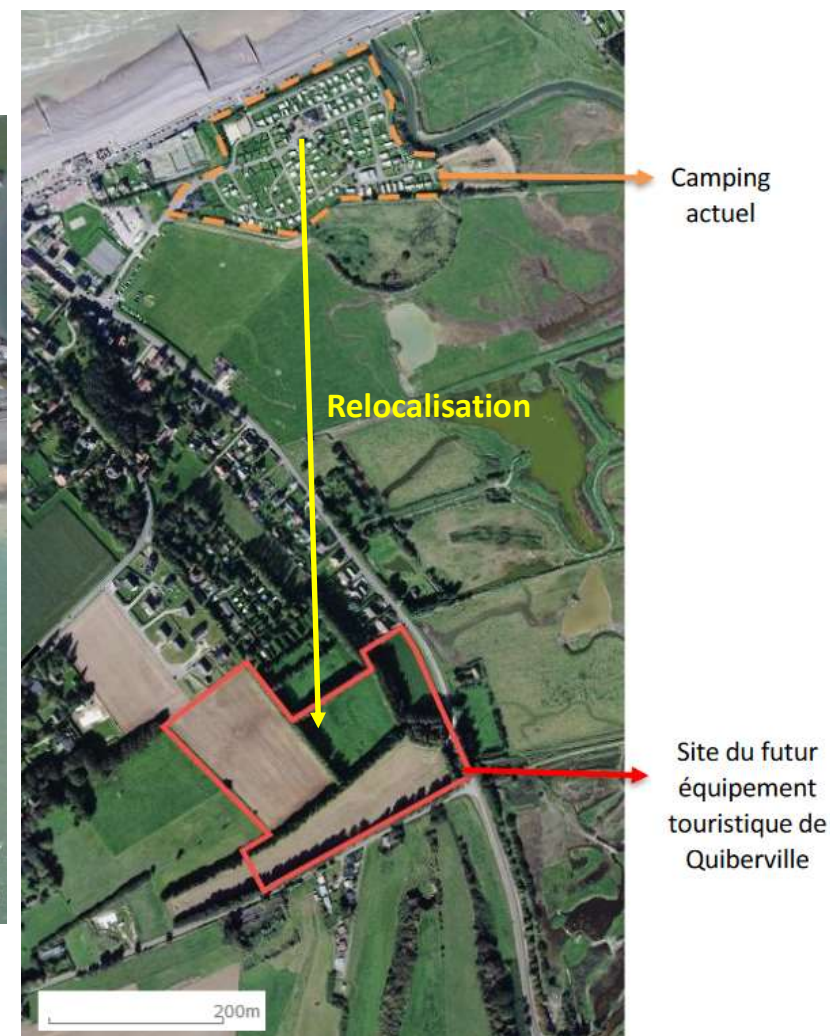 Camping
actuel
Relocalisation
Site du futur
équipement
touristique de
Quiberville
200m